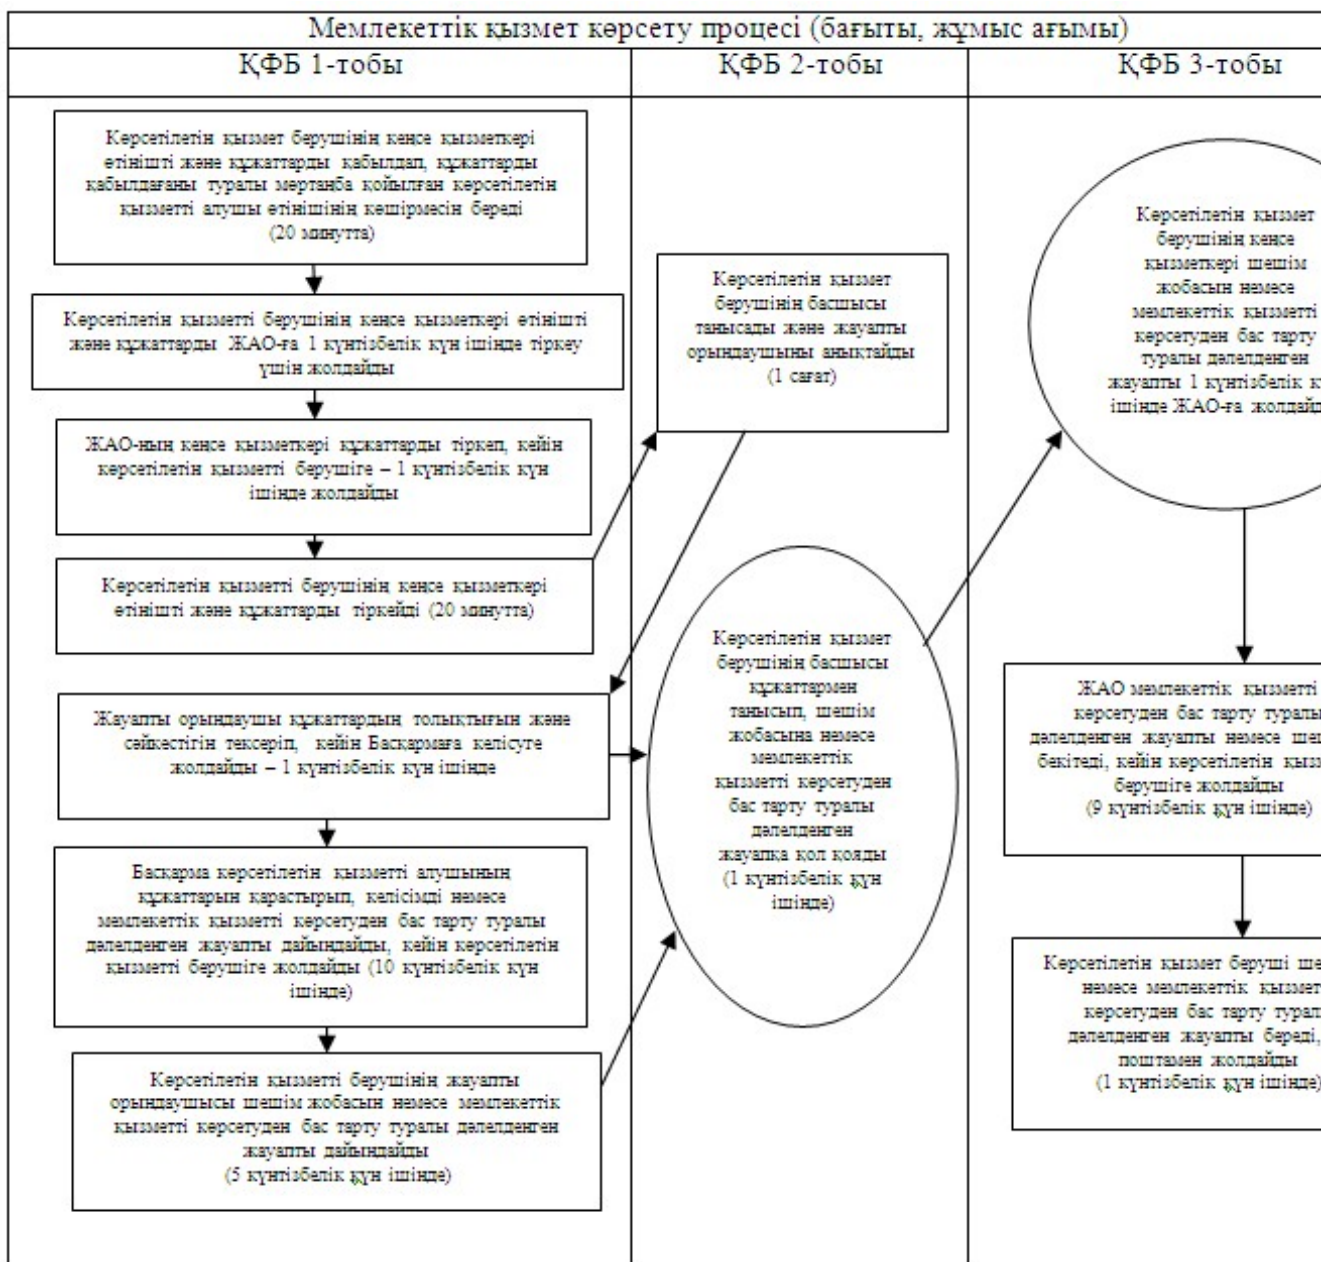 Мемлекеттік қызмет көрсету процесі (бағыты, жұмыс ағымы)
ҚФБ 1-тобы
Көрсетілетін қызмет берушінің кеңсе қызметкері
өтінішті және құжаттарды қабылдап, құжаттарды
қабылдағаны туралы мөртаңба қойылған көрсетілетін
қызметті алушы өтінішінің көшірмесін береді
(20 минутта)
Көрсетілетін қызметті берушінің кеңсе қызметкері өтінішті
және құжаттарды ЖАО-ға 1 күнтізбелік күн ішінде тіркеу
үшін жолдайды
ЖАО-ның кеңсе қызметкері құжаттарды тіркеп, кейін
көрсетілетін қызметті берушіге – 1 күнтізбелік күн
ішінде жолдайды
Көрсетілетін қызметті берушінің кеңсе қызметкері
өтінішті және құжаттарды тіркейді (20 минутта)
Жауапты орындаушы құжаттардың толықтығын және
сәйкестігін тексеріп, кейін Басқармаға келісуге
жолдайды – 1 күнтізбелік күн ішінде
Басқарма көрсетілетін қызметті алушының
құжаттарын қарастырып, келісімді немесе
мемлекеттік қызметті көрсетуден бас тарту туралы
дәлелденген жауапты дайындайды, кейін көрсетілетін
қызметті берушіге жолдайды (10 күнтізбелік күн
ішінде)
Көрсетілетін қызметті берушінің жауапты
орындаушысы шешім жобасын немесе мемлекеттік
қызметті көрсетуден бас тарту туралы дәлелденген
жауапты дайындайды
(5 күнтізбелік күн ішінде)
ҚФБ 2-тобы
Көрсетілетін қызмет
берушінің басшысы
танысады және жауапты
орындаушыны анықтайды
(1 сағат)
Көрсетілетін қызмет
берушінің басшысы
құжаттармен
танысып, шешім
жобасына немесе
мемлекеттік
қызметті көрсетуден
бас тарту туралы
дәлелденген
жауапқа қол қояды
(1 күнтізбелік күн
ішінде)
ҚФБ 3-тобы
Көрсетілетін қызмет
берушінің кеңсе
қызметкері шешім
жобасын немесе
мемлекеттік қызметті
көрсетуден бас тарту
туралы дәлелденген
жауапты 1 күнтізбелік
ішінде ЖАО-ға
ЖАО мемлекеттік қызметті
көрсетуден бас тарту туралы
дәлелденген жауапты немесе
бекітеді, кейін көрсетілетін
берушіге жолдайды
(9 күнтізбелік күн ішінде)
Көрсетілетін қызмет беруші
немесе мемлекеттік
көрсетуден бас тарту
дәлелденген жауапты береді,
поштамен жолдайды
(1 күнтізбелік күн ішінде)